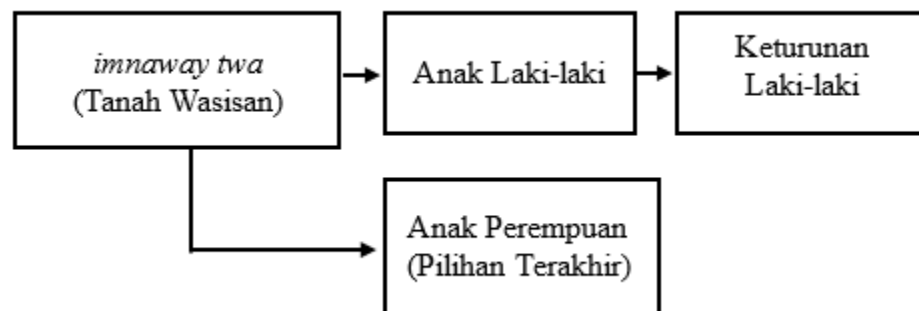 imnaway twa
(Tanah Wasisan)
Anak Laki-laki
Keturunan
Laki-laki
Anak Perempuan
(Pilihan Terakhir)